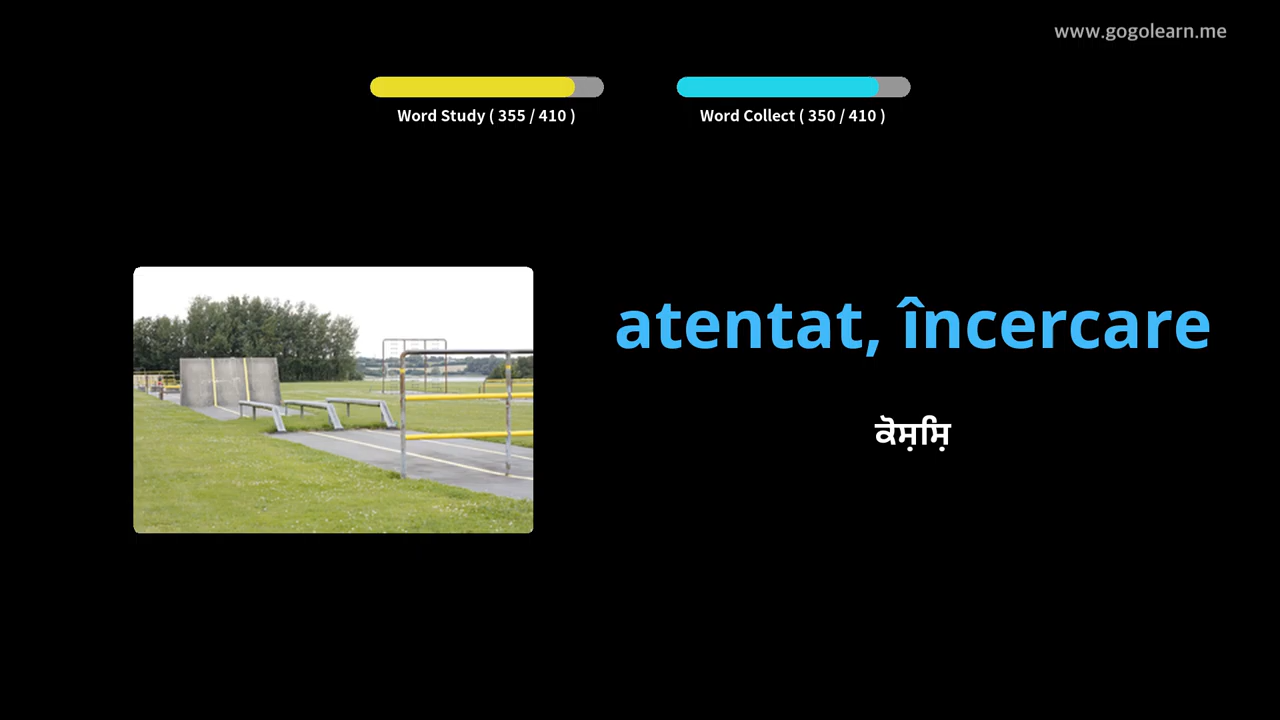 www.gogolearn.me
Word Study ( 355 / 410 )
Word Collect ( 350 / 410 )
atentat, încercare
ਕੋਸ਼ਸ਼ਿ